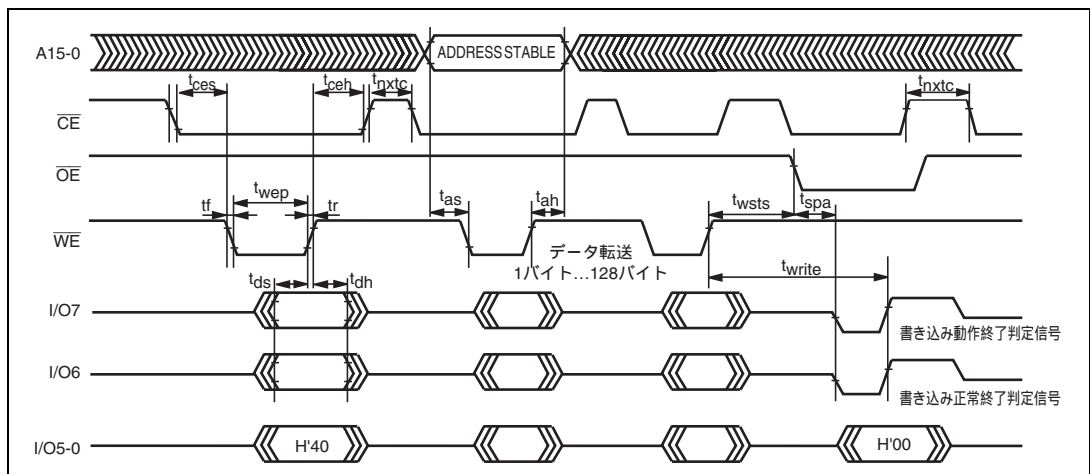 A15-0
ADDRESS STABLE
tces
tceh
tnxtc
tnxtc
CE
OE
twep
tf
tr
tas
tah
twsts
tspa
WE
データ転送
1バイト…128バイト
twrite
tds
tdh
I/O7
書き込み動作終了判定信号
I/O6
書き込み正常終了判定信号
I/O5-0
H'40
H'00